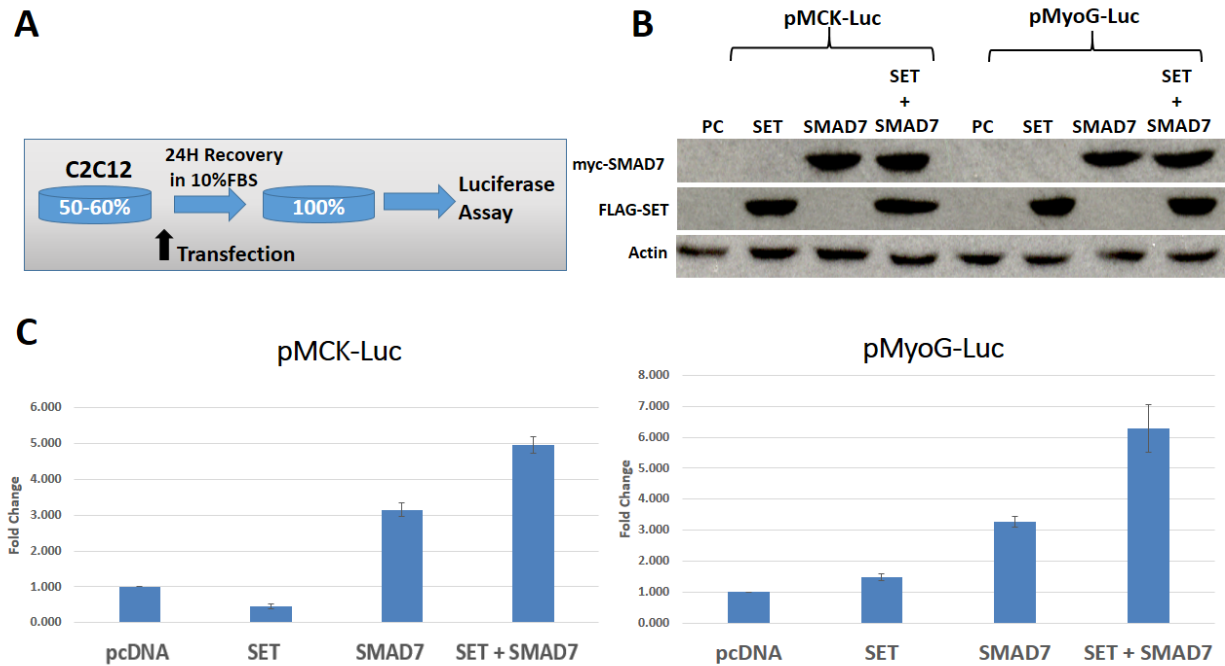 A
C2C12
50-60%
24H Recovery
in 10%FBS
100%
Luciferase
Assay
Transfection
B
pMCK-Luc
pMyoG-Luc
PC
SET
SMAD7
SET
+
SMAD7
PC
SET
SMAD7
SET
+
SMAD7
myc-SMAD7
FLAG-SET
Actin
C
pMCK-Luc
Fold Change
6.000
5.000
4.000
3.000
2.000
1.000
0.000
pcDNA
SET
SMAD7
SET + SMAD7
pMyoG-Luc
Fold Change
8.000
7.000
6.000
5.000
4.000
3.000
2.000
1.000
0.000
pcDNA
SET
SMAD7
SET + SMAD7